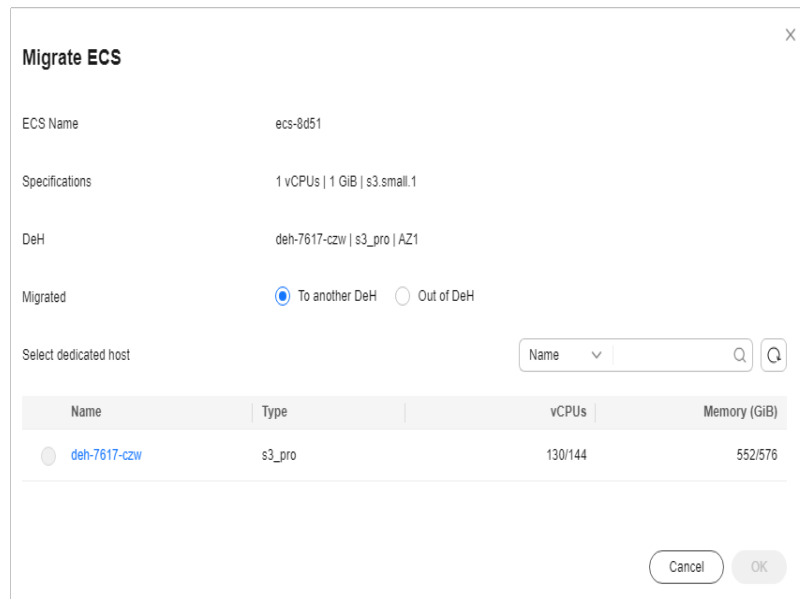 Migrate ECS
ECS Name ecs-8d51
Specifications 1 vCPUs | 1 GiB | s3.small.1
DeH deh-7617-czw | s3_pro | AZ1
Migrated To another DeH Out of DeH
Select dedicated host Name
Name Type vCPUs Memory (GiB)
deh-7617-czw s3_pro 130/144 552/576
Cancel OK